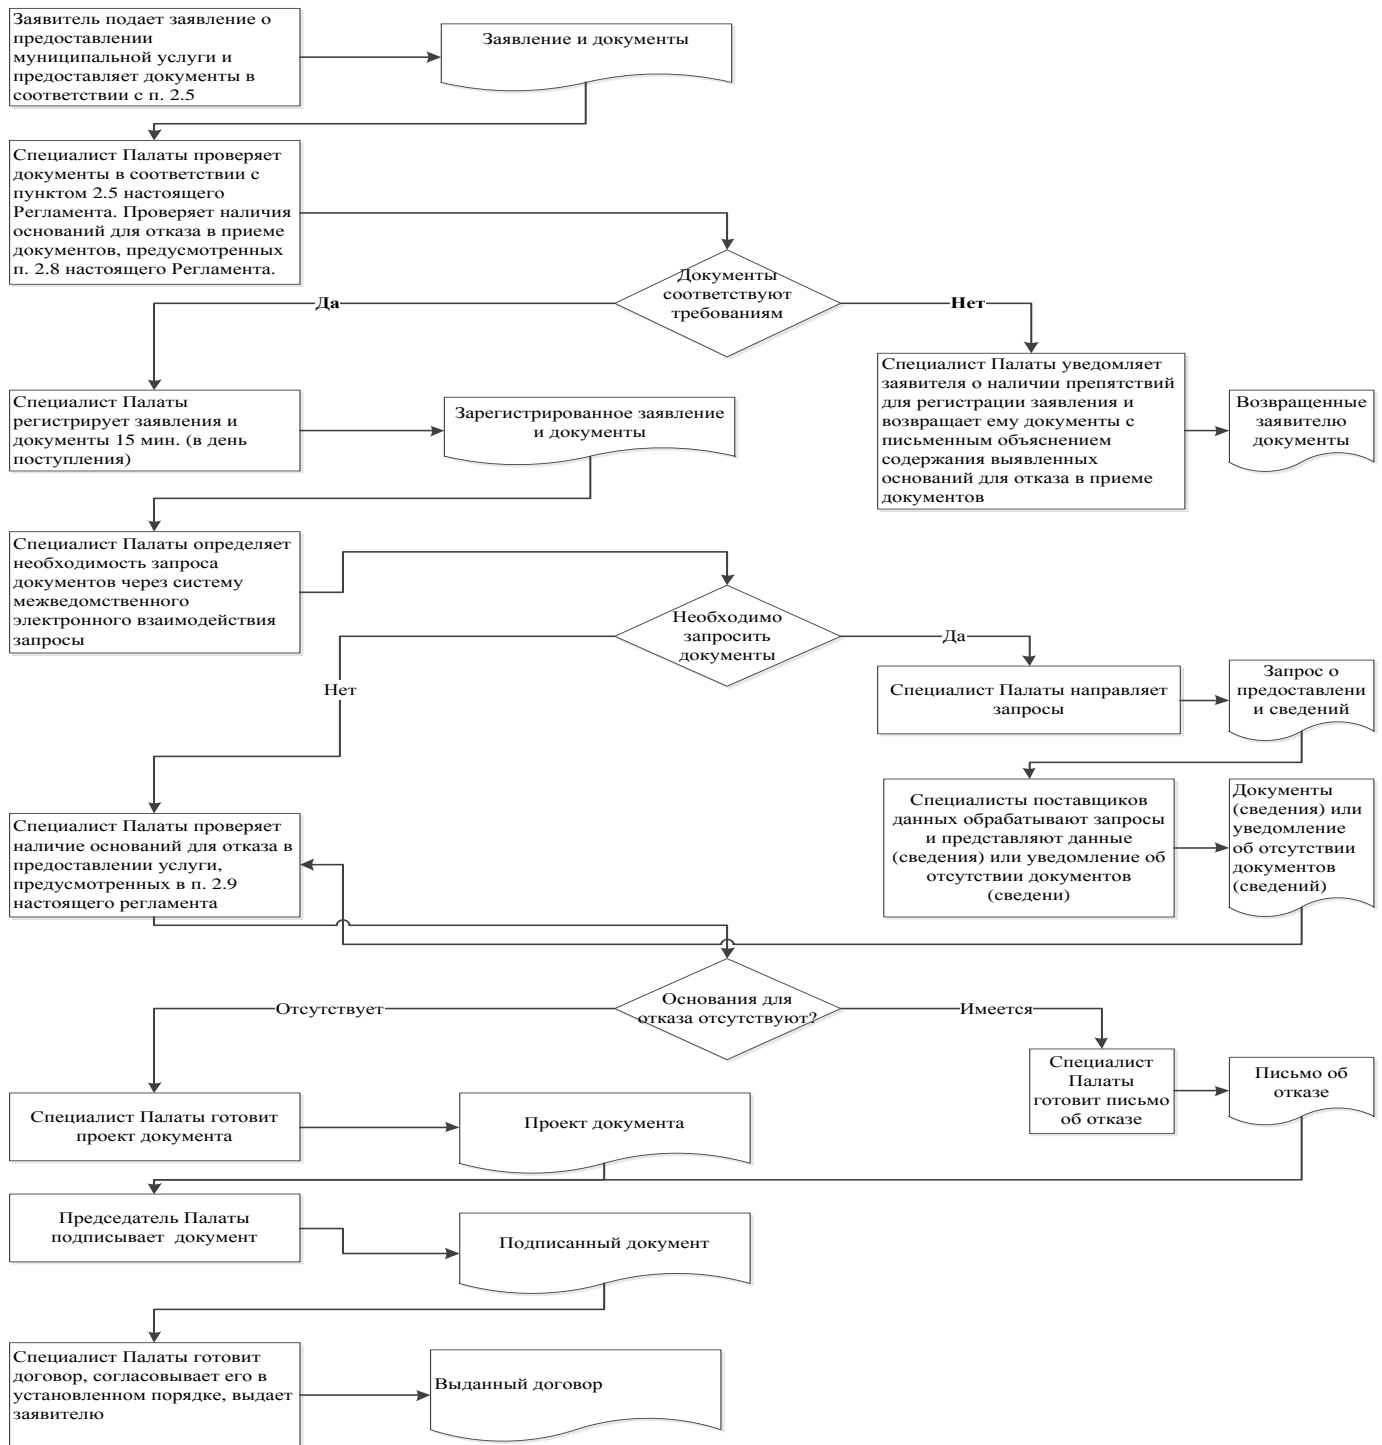 Заявитель подает заявление о
предоставлении
муниципальной услуги и
предоставляет документы в
соответствии с п. 2.5
Заявление и документы
Специалист Палаты проверяет
документы в соответствии с
пунктом 2.5 настоящего
Регламента. Проверяет наличия
оснований для отказа в приеме
документов, предусмотренных
п. 2.8 настоящего Регламента.
Документы
соответствуют
требованиям
Да
Нет
Специалист Палаты
регистрирует заявления и
документы 15 мин. (в день
поступления)
Зарегистрированное заявление
и документы
Специалист Палаты уведомляет
заявителя о наличии препятствий
для регистрации заявления и
возвращает ему документы с
письменным объяснением
содержания выявленных
оснований для отказа в приеме
документов
Возвращенные
заявителю
документы
Специалист Палаты определяет
необходимость запроса
документов через систему
межведомственного
электронного взаимодействия
запросы
Необходимо
запросить
документы
Да
Нет
Специалист Палаты направляет
запросы
Запрос о
предоставлени
и сведений
Специалисты поставщиков
данных обрабатывают запросы
и представляют данные
(сведения) или уведомление об
отсутствии документов
(сведени)
Документы
(сведения) или
уведомление
об отсутствии
документов
(сведений)
Специалист Палаты проверяет
наличие оснований для отказа в
предоставлении услуги,
предусмотренных в п. 2.9
настоящего регламента
Основания для
отказа отсутствуют?
Отсутствует
Имеется
Специалист
Палаты
готовит письмо
об отказе
Письмо об
отказе
Специалист Палаты готовит
проект документа
Проект документа
Председатель Палаты
подписывает  документ
Подписанный документ
Специалист Палаты готовит
договор, согласовывает его в
установленном порядке, выдает
заявителю
Выданный договор